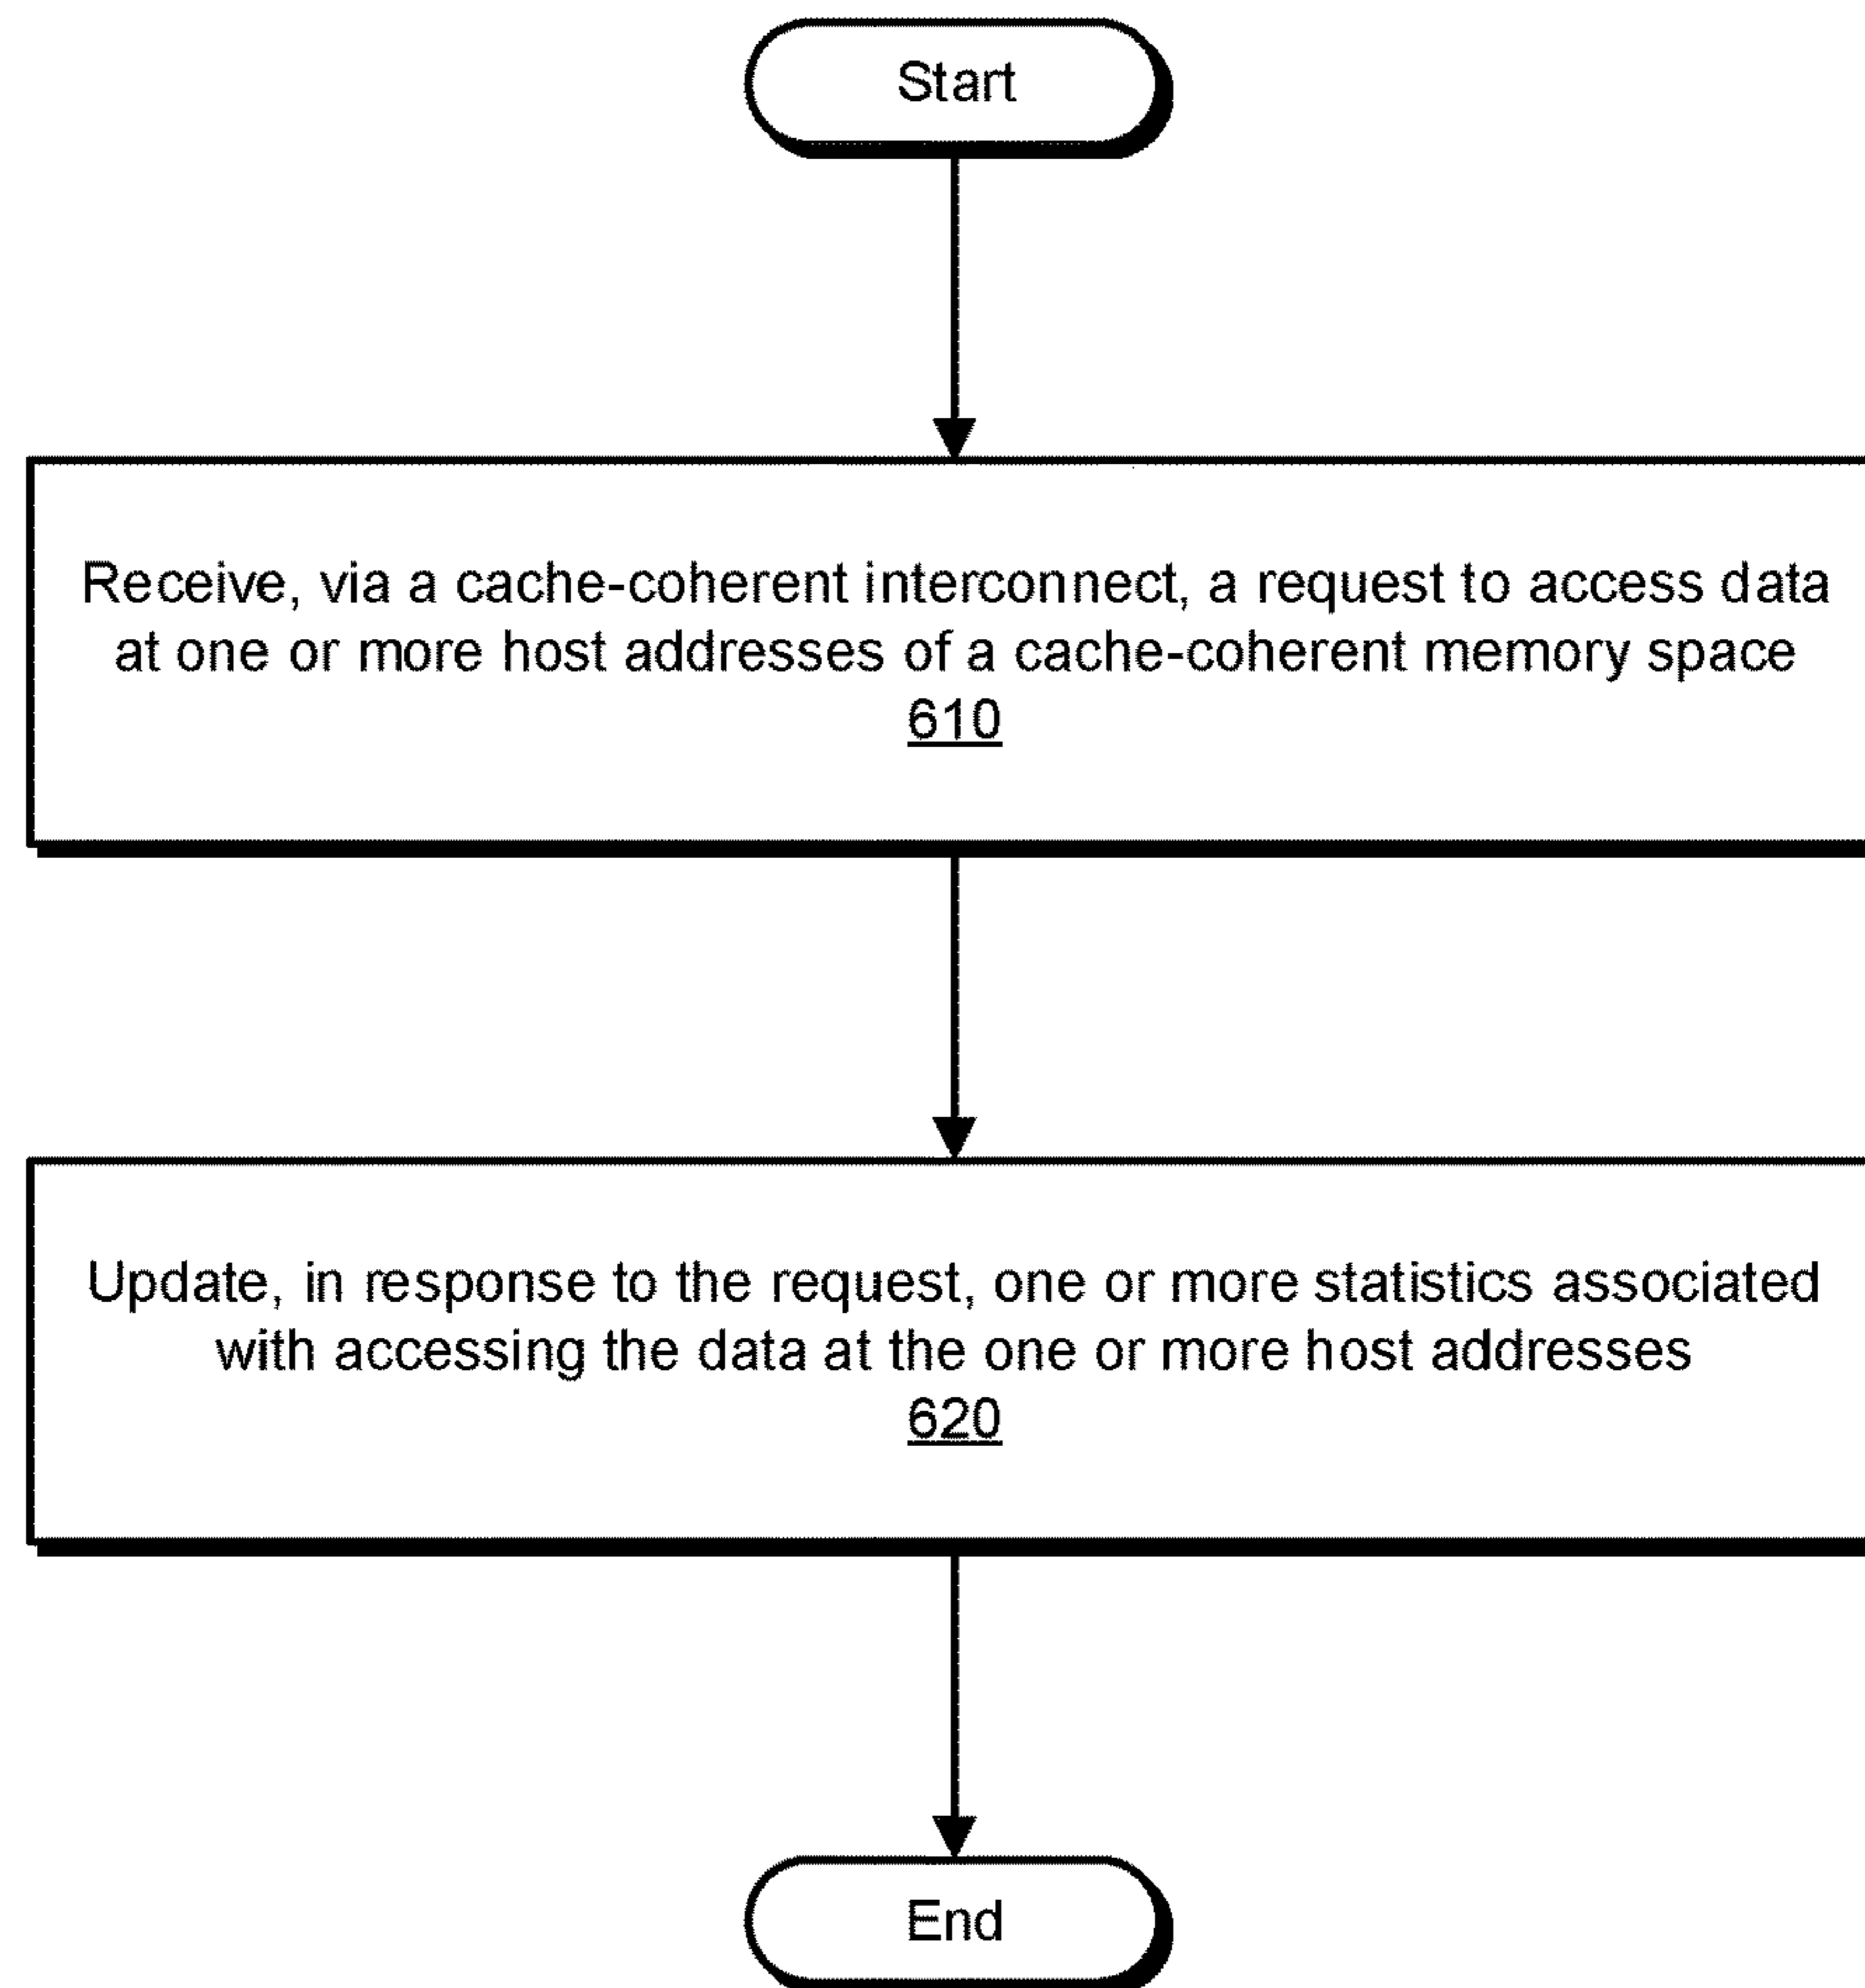 Start
Receive, via a cache-coherent interconnect, a request to access data
at one or more host addresses of a cache-coherent memory space
610
Update, in response to the request, one or more statistics associated
with accessing the data at the one or more host addresses
620
End